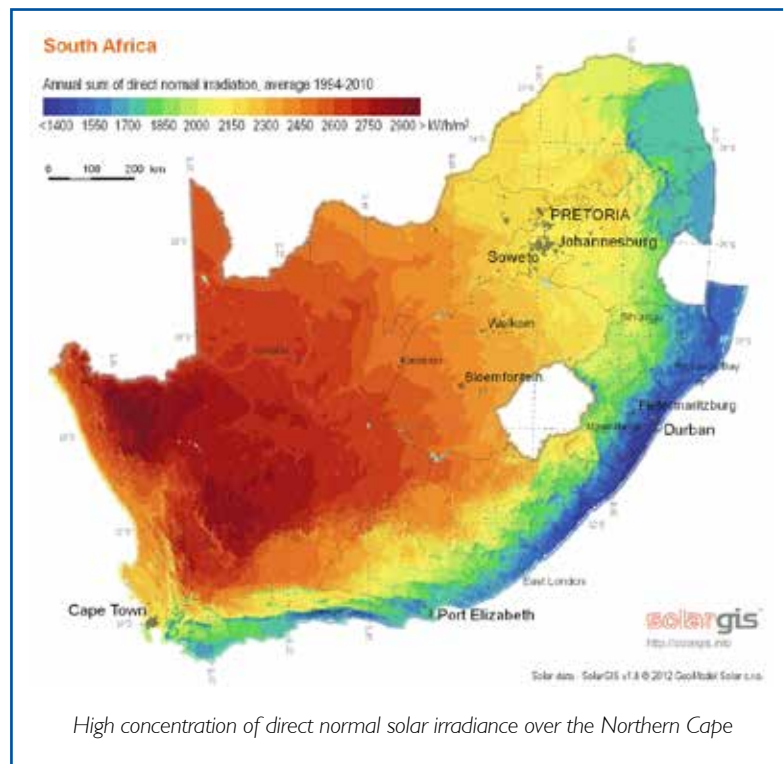 South Africa
Annual sum of direct normal irradiation, average 1994-2010
<1400 1550 1700 1850 2000 2150 2300 2450 2600 2750 2900 > kWh/m²
0 100 200 km
PRETORIA
Johannesburg
Soweto
Welkom
Bloemfontein
Pietermaritzburg
Durban
East London
Cape Town
Port Elizabeth
solargis
http://solargis.info
Solar data: SolarGIS v1.8 © 2012 GeoModel Solar s.r.o.
High concentration of direct normal solar irradiance over the Northern Cape